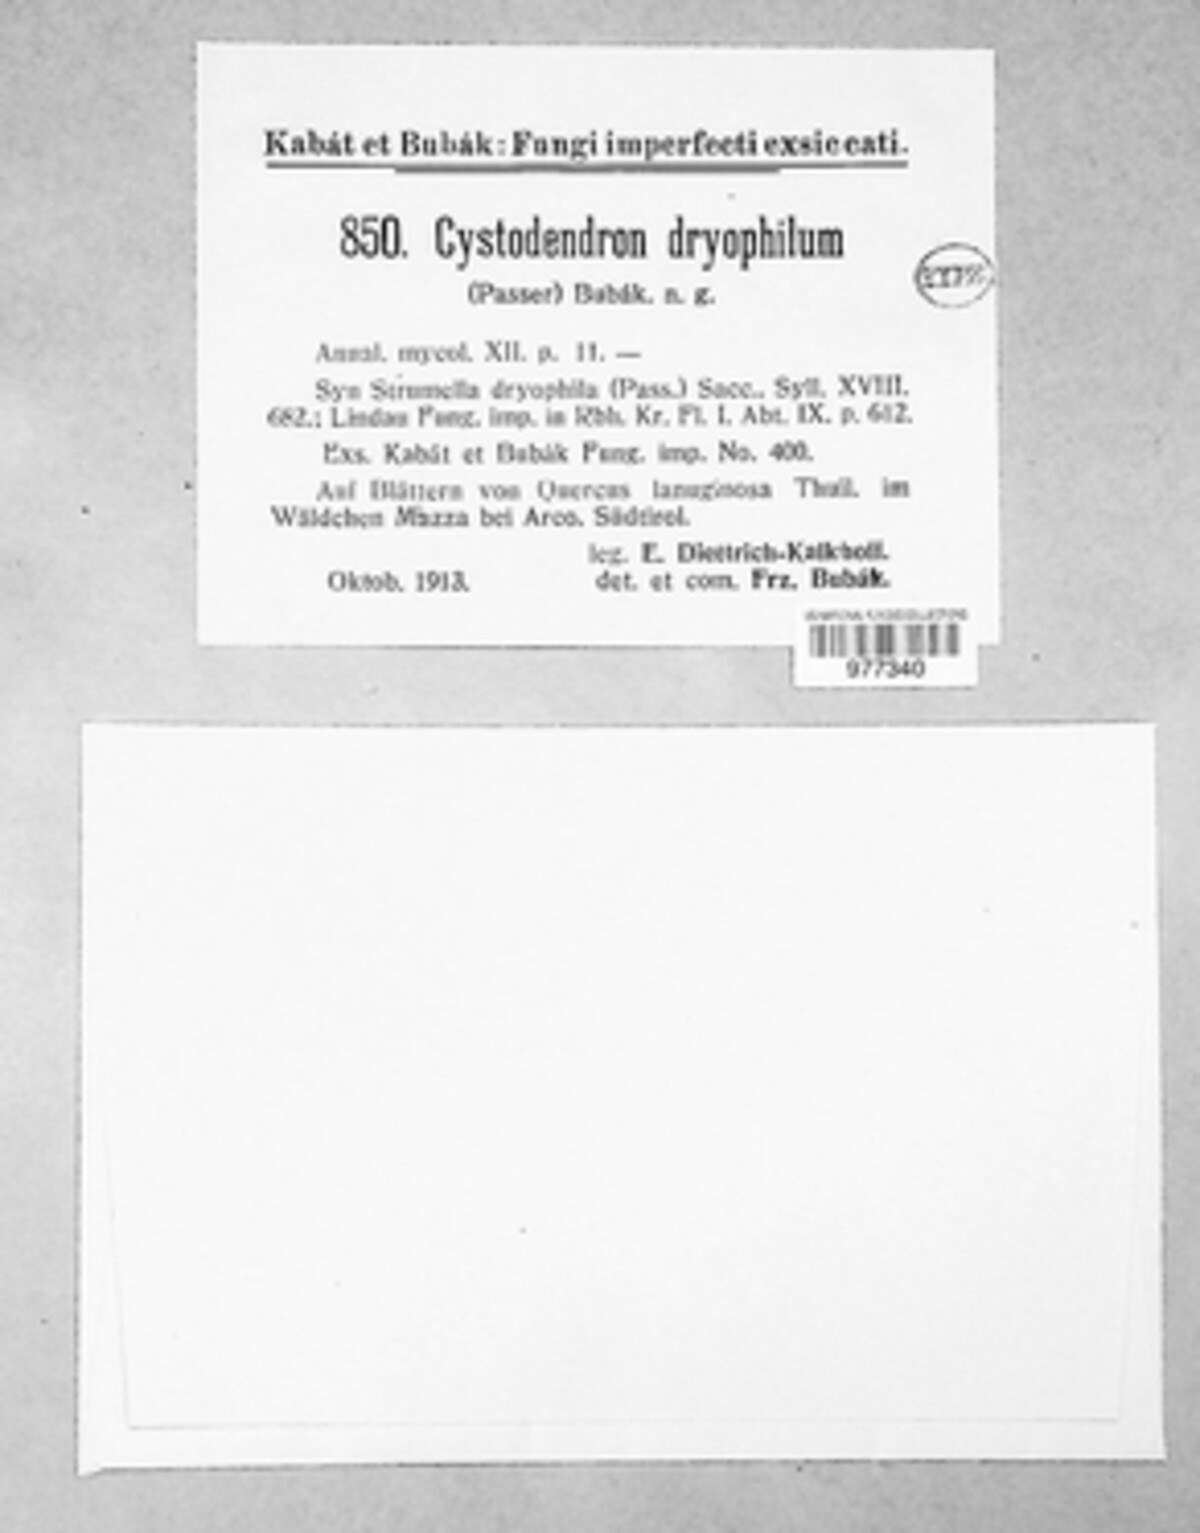 Kabát et Bubák: Fungi imperfecti exsiccati.
850. Cystodendron dryophilum
(Passer) Bubák. n. g.
Annal. mycol. XII. p. 11. —
Syn Strumella dryophila (Pass.) Sacc., Syll. XVIII.
682.; Lindau Fung. imp. in Rbh. Kr. Fl. I. Abt. IX. p. 612.
Exs. Kabát et Bubák Fung. imp. No. 400.
Auf Blättern von Quercus lanuginosa Thuil. im
Wäldchen Mazza bei Arco, Südtirol.
leg. E. Diettrich-Kalkhoff.
Oktob. 1913. det. et com. Frz. Bubák.
977340